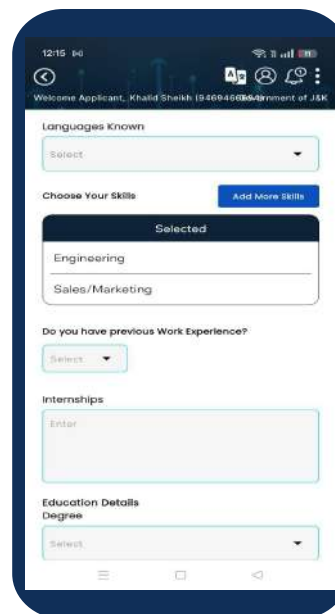 12:15
Welcome Applicant, Khalid Sheikh
Government of J&K
Languages Known
Select
Choose Your Skills
Add More Skills
Selected
Engineering
Sales/Marketing
Do you have previous Work Experience?
Select
Internships
Enter
Education Details
Degree
Select